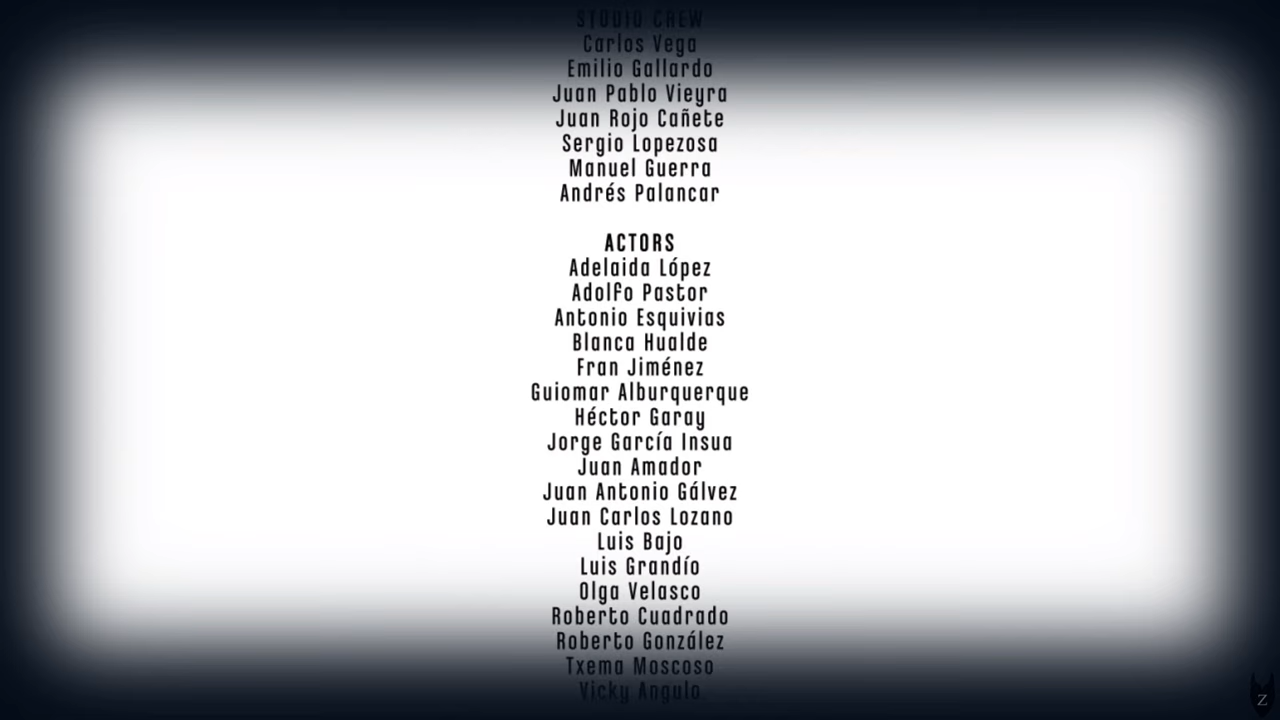 STUDIO CREW
Carlos Vega
Emilio Gallardo
Juan Pablo Vieyra
Juan Rojo Cañete
Sergio Lopezosa
Manuel Guerra
Andrés Palancar
ACTORS
Adelaida López
Adolfo Pastor
Antonio Esquivias
Blanca Hualde
Fran Jiménez
Guiomar Alburquerque
Héctor Garay
Jorge García Insua
Juan Amador
Juan Antonio Gálvez
Juan Carlos Lozano
Luis Bajo
Luis Grandío
Olga Velasco
Roberto Cuadrado
Roberto González
Txema Moscoso
Vicky Angulo
Z